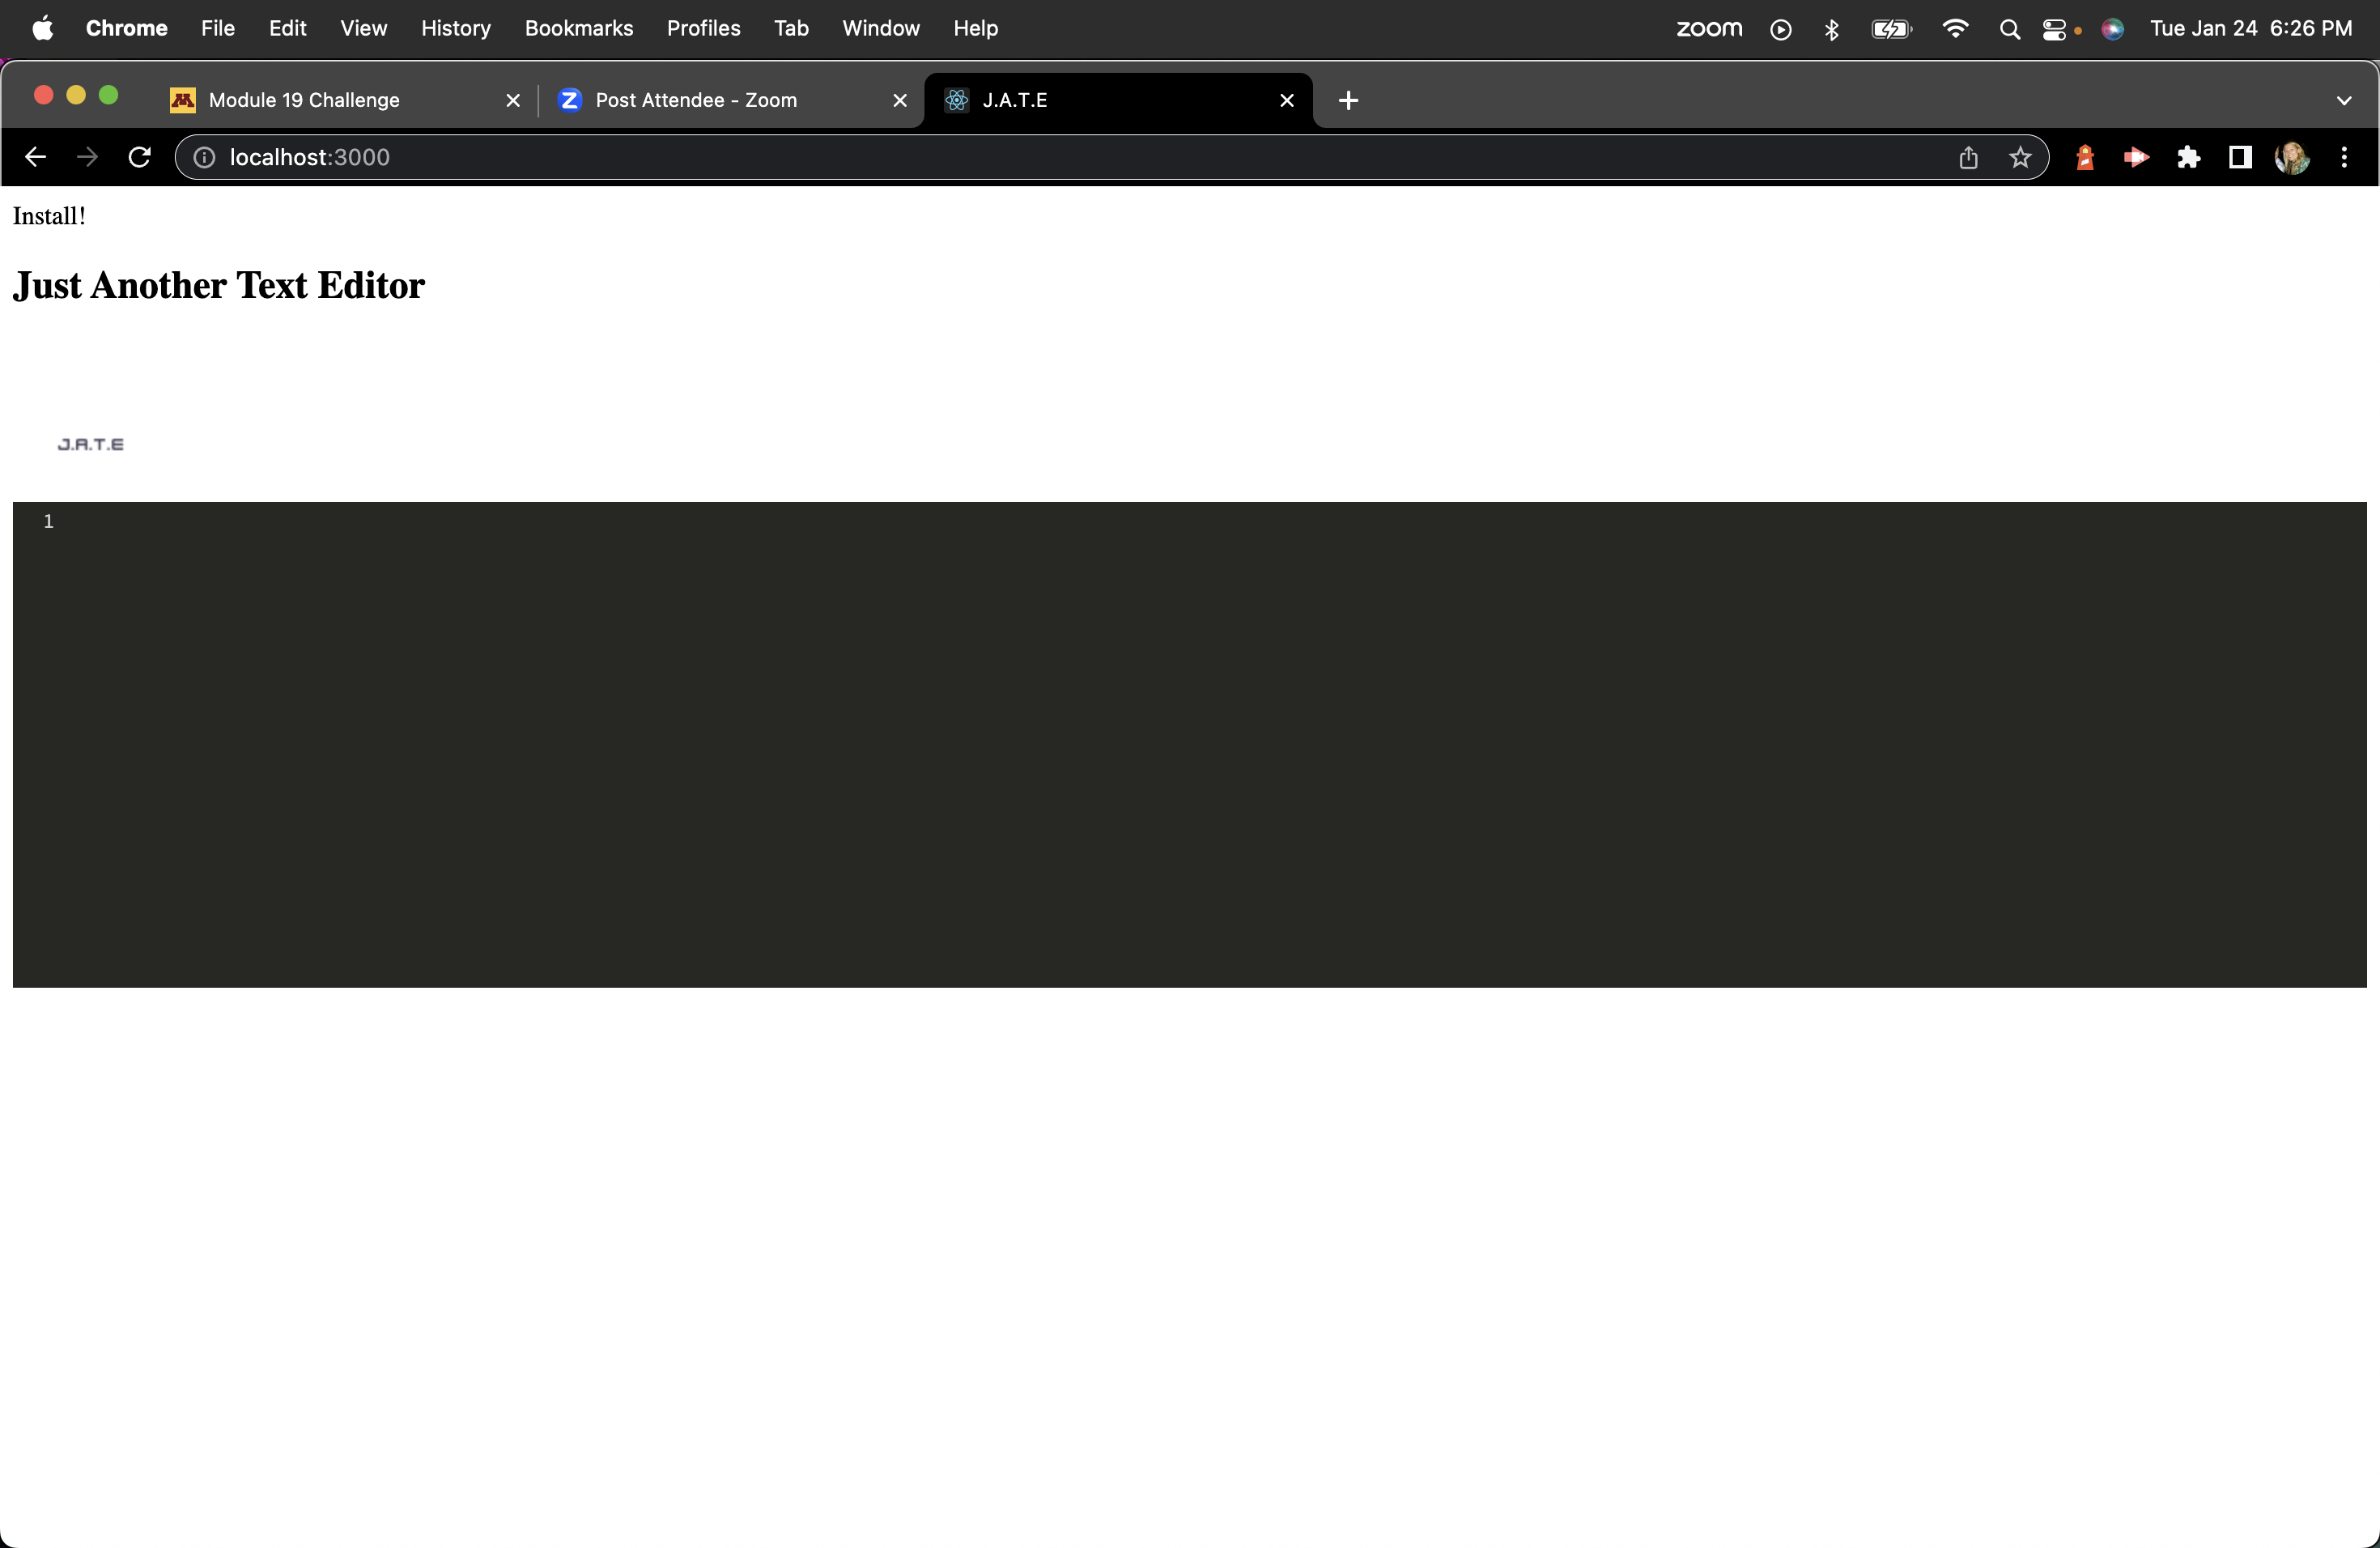 Chrome File Edit View History Bookmarks Profiles Tab Window Help zoom Tue Jan 24 6:26 PM
Module 19 Challenge Post Attendee - Zoom J.A.T.E
localhost:3000
Install!
Just Another Text Editor
J.A.T.E
1